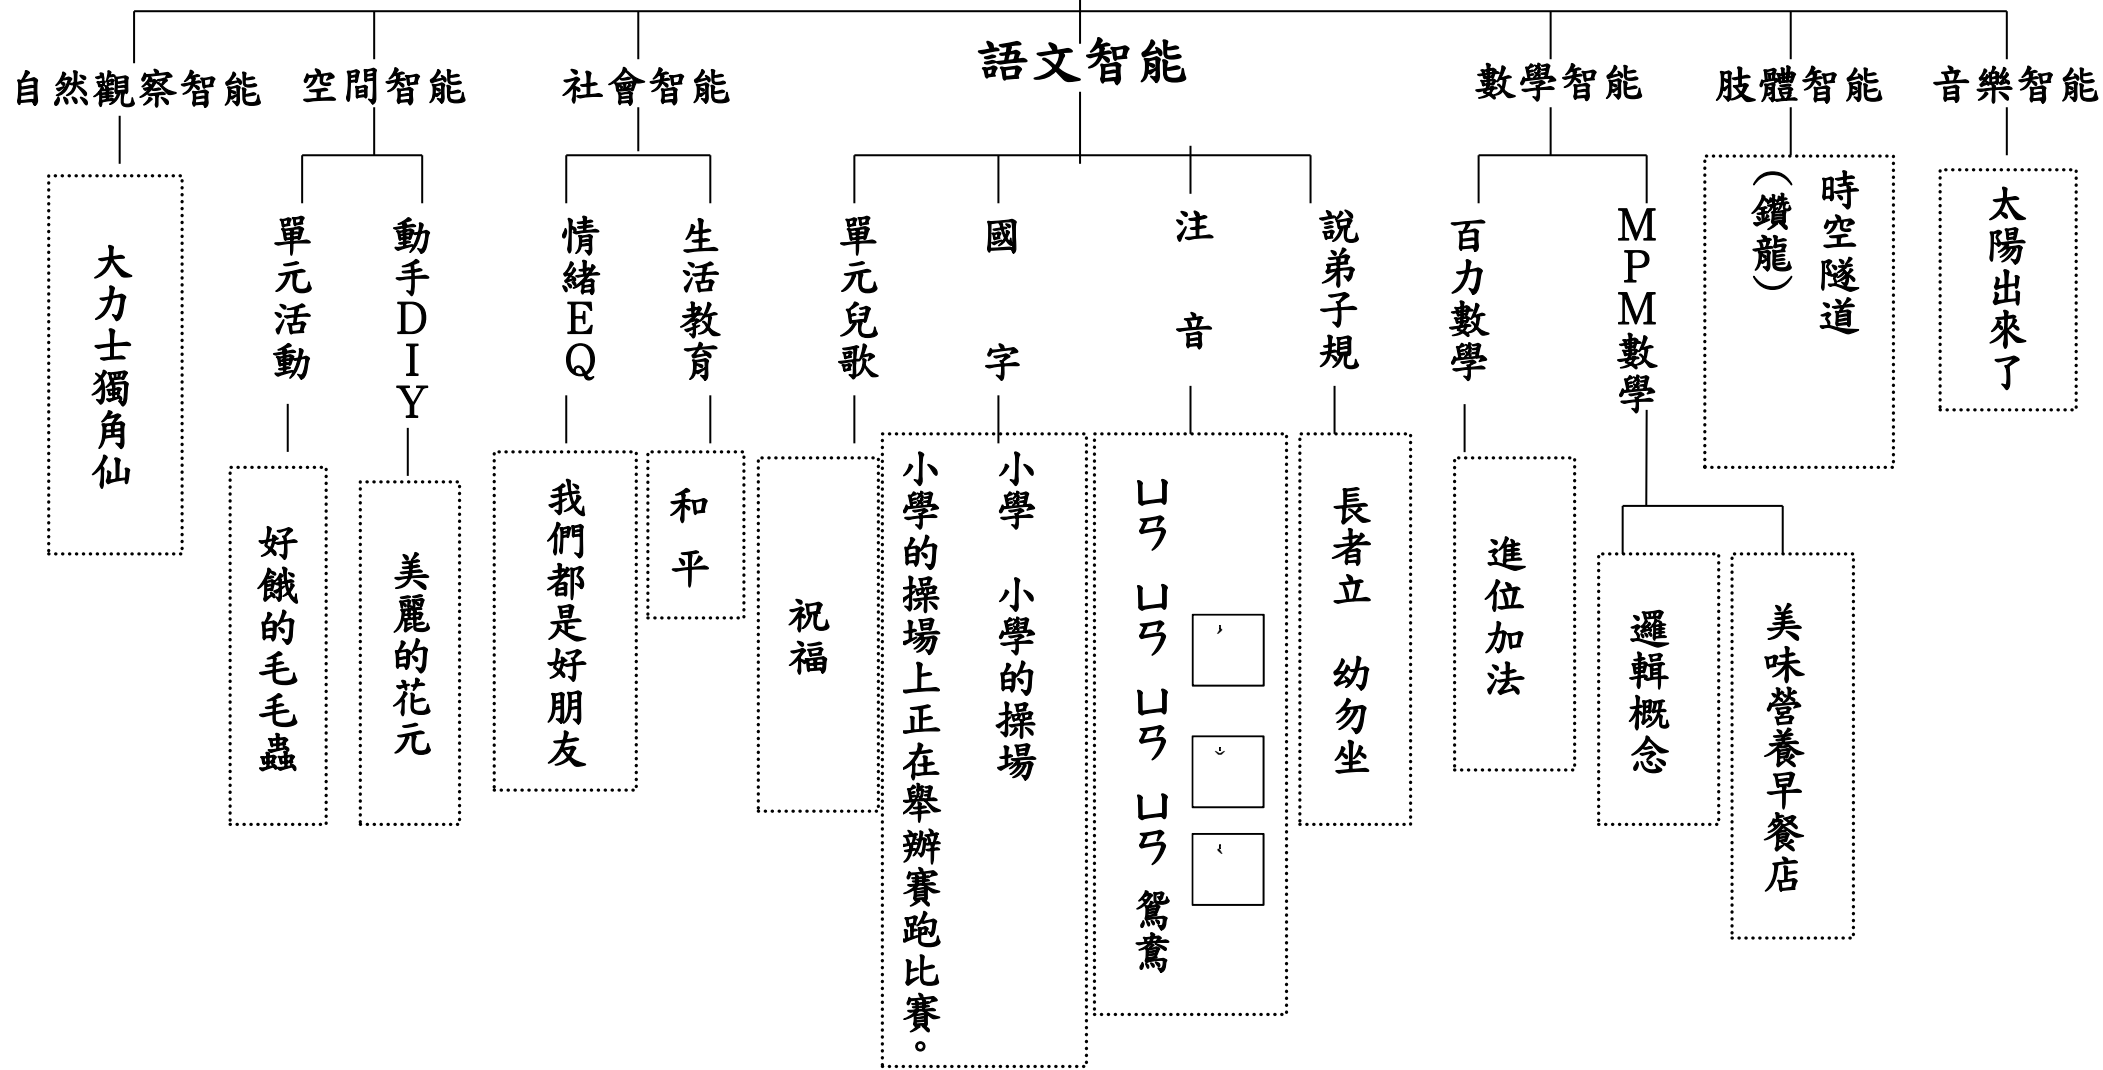 語文智能
自然觀察智能
空間智能
社會智能
數學智能
肢體智能
音樂智能
大力士獨角仙
單元活動
好餓的毛毛蟲
動手DIY
美麗的花元
情緒EQ
我們都是好朋友
生活教育
和平
單元兒歌
祝福
國字
小學 小學的操場
小學的操場上正在舉辦賽跑比賽。
注音
ㄩㄢ ㄩㄢ ㄩㄢ ㄩㄢ 鴛鴦
ˊ
ˇ
ˋ
說弟子規
長者立 幼勿坐
百力數學
進位加法
MPM數學
邏輯概念
美味營養早餐店
時空隧道
(鑽龍)
太陽出來了